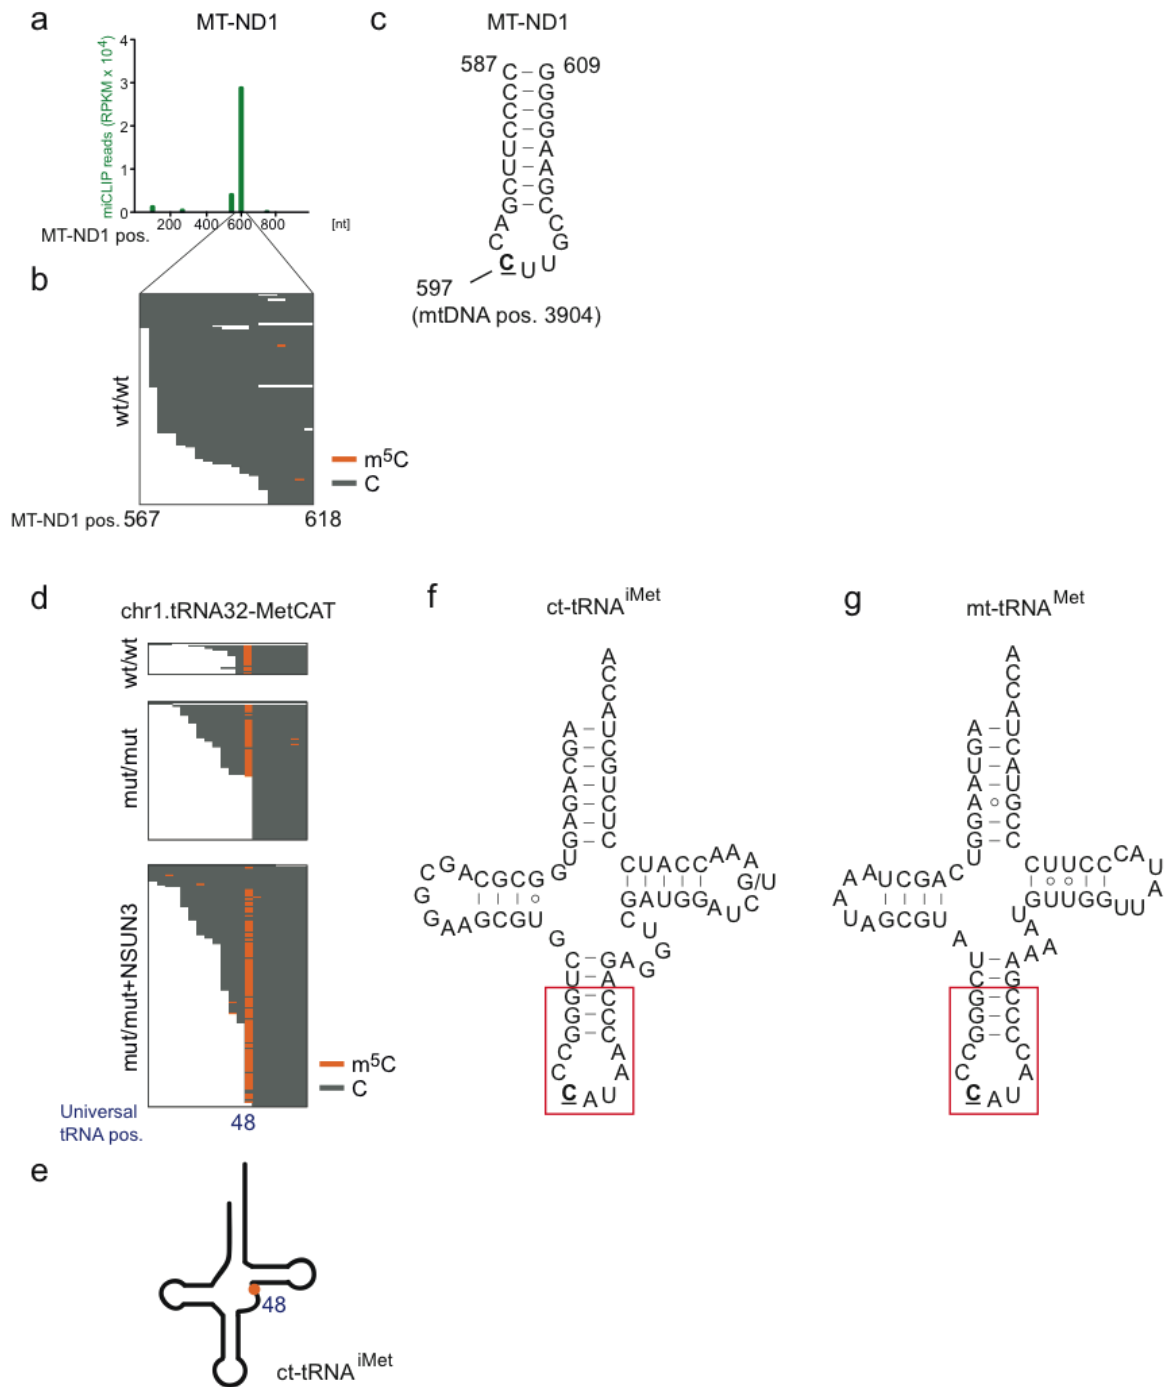 a
MT-ND1
miCLIP reads (RPKM x 10⁴)
4
3
2
1
0
200 400 600 800
[nt]
MT-ND1 pos.
b
wt/wt
m⁵C
C
MT-ND1 pos. 567
618
c
MT-ND1
587 C – G 609
C – G
C – G
C – G
U – A
U – A
C – G
G – C
A C
C G
C U U
597
(mtDNA pos. 3904)
d
chr1.tRNA32-MetCAT
wt/wt
mut/mut
mut/mut+NSUN3
m⁵C
C
Universal
tRNA pos.
48
e
48
ct-tRNA iMet
f
ct-tRNA iMet
A
C
C
A
A – U
G – C
C – G
A – U
G – C
A – U
G – C
U
C G A C G C G G
C
G
G A A G C G U
G
C U A C C A A A
G/U
G A U G G A U C
C
U
G
G
C – G A G
U – A
G – C
G – C
G – C
C A
C A
C A U
g
mt-tRNA Met
A
C
C
A
A – U
G – C
U – A
A – U
A ○ G
G – C
G – C
U
A A A U C G A C C
A
U A G C G U
A
C U U C C C A U
A
G U U G G U U
U
A
A
A
U – A
C – G
G – C
G – C
G – C
C C
C A
C A U